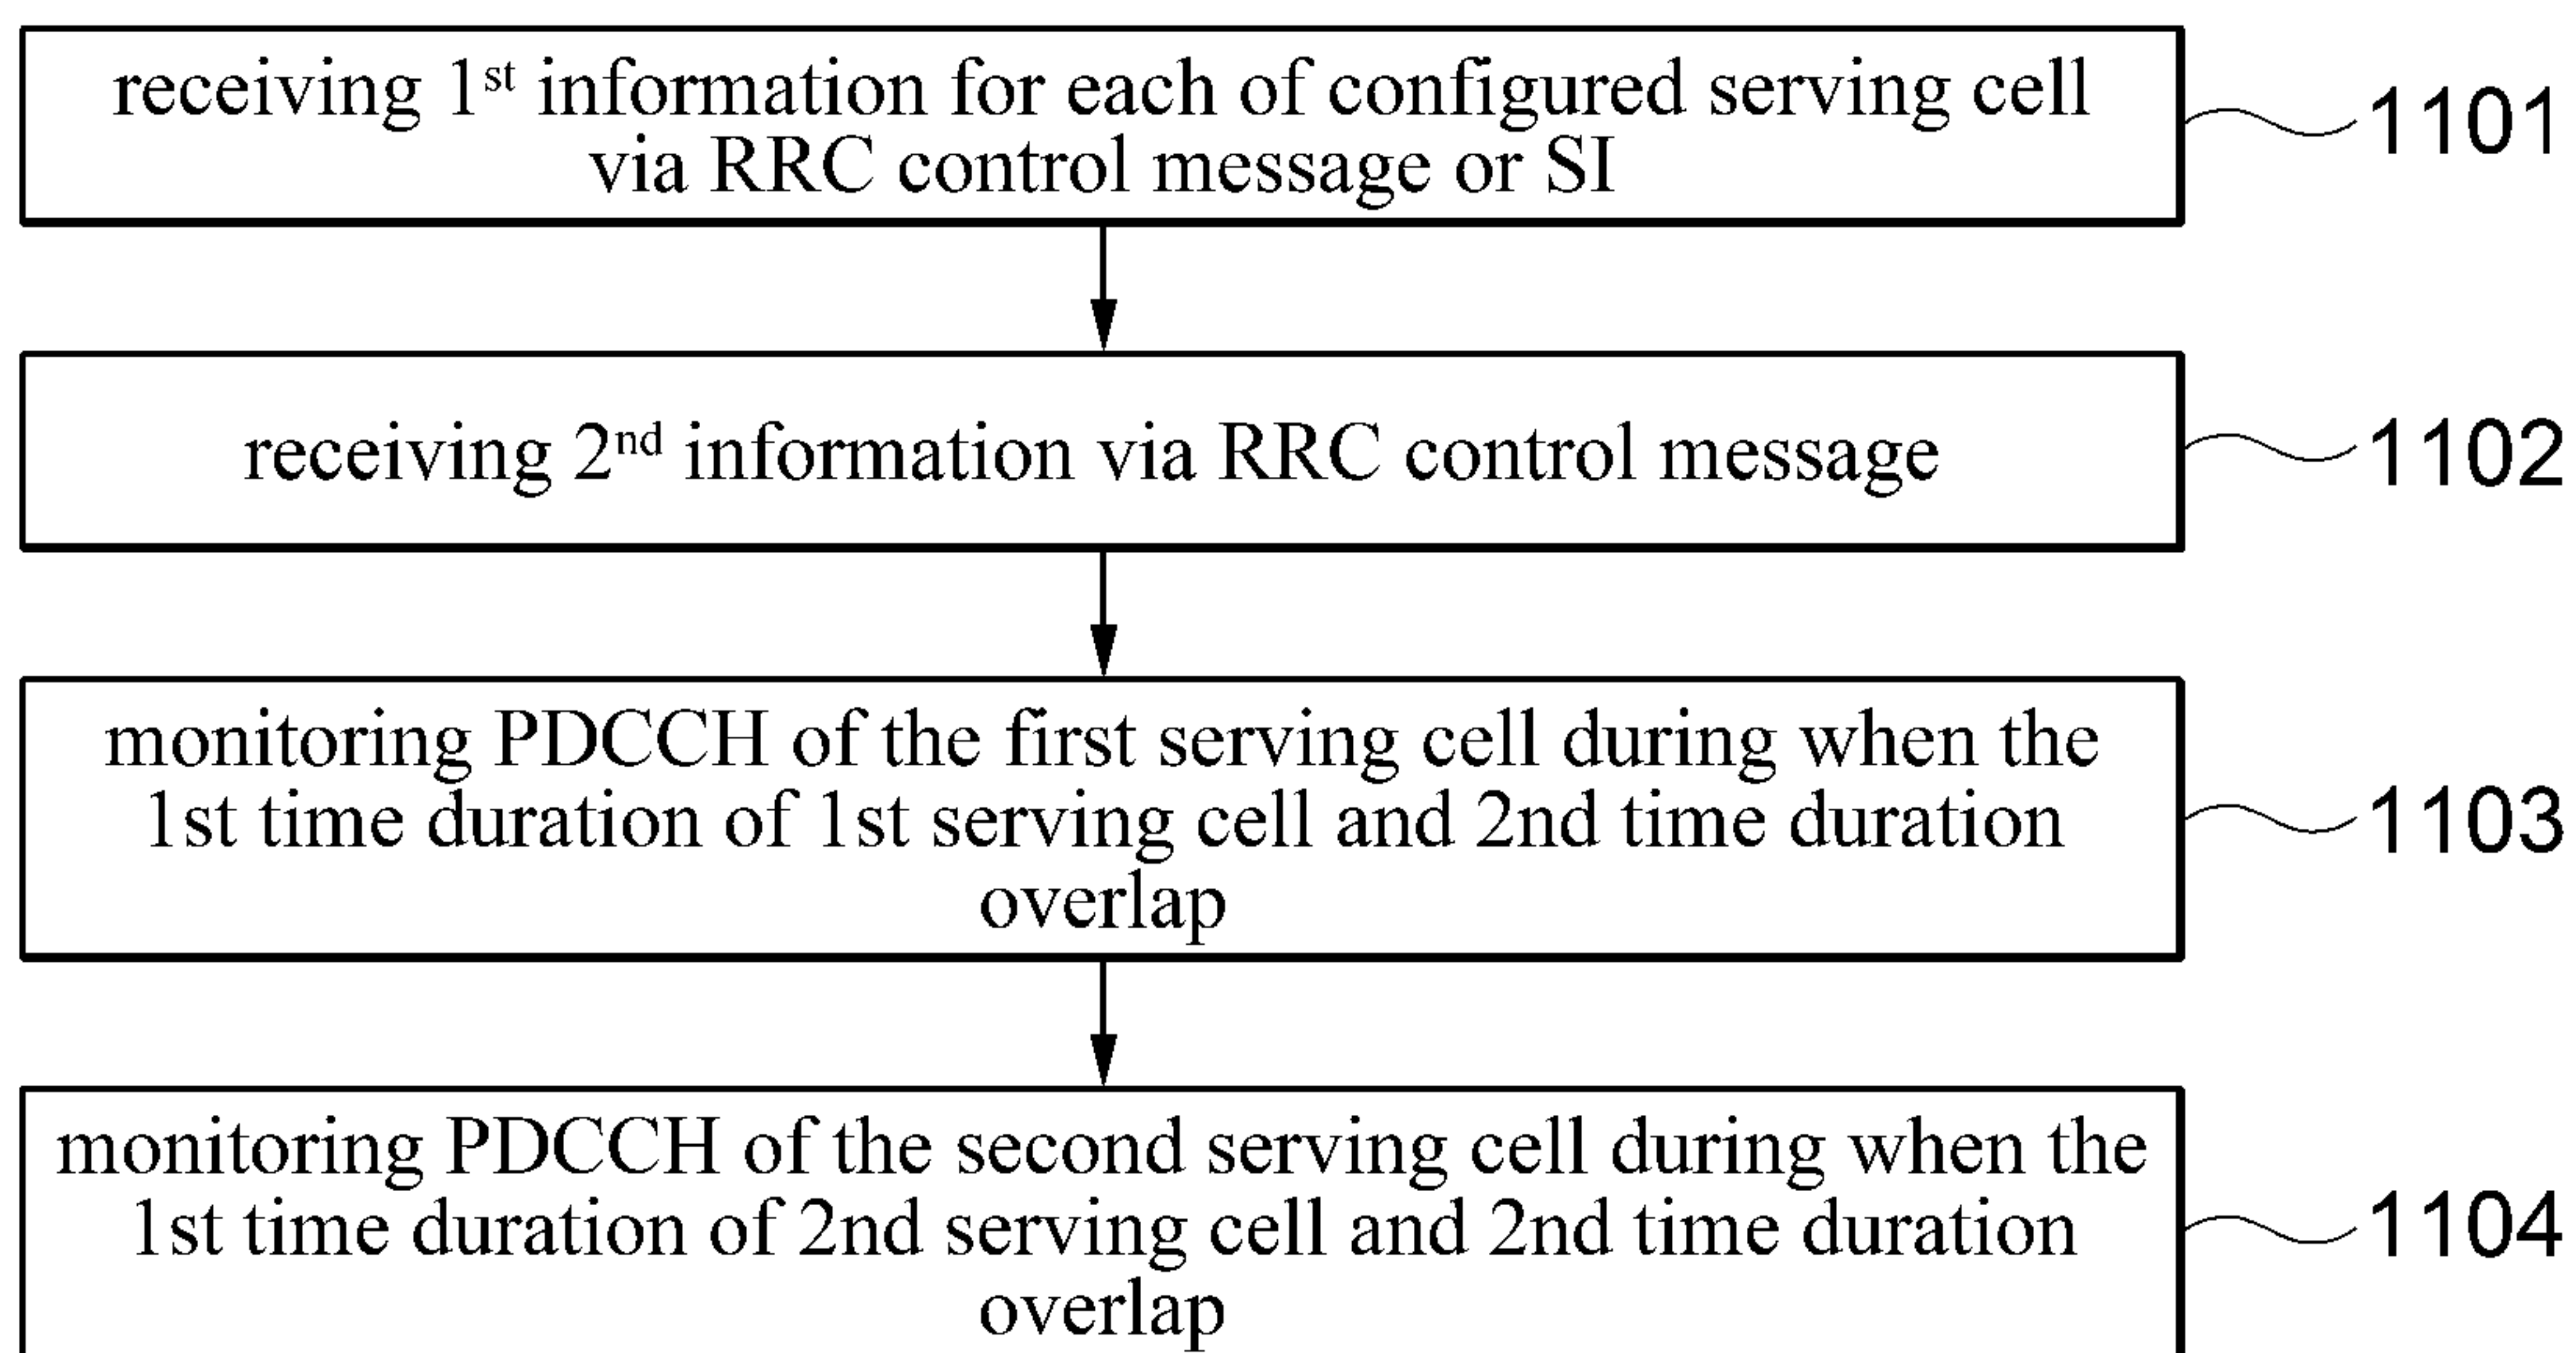 receiving 1st information for each of configured serving cell
via RRC control message or SI
1101
receiving 2nd information via RRC control message
1102
monitoring PDCCH of the first serving cell during when the
1st time duration of 1st serving cell and 2nd time duration
overlap
1103
monitoring PDCCH of the second serving cell during when the
1st time duration of 2nd serving cell and 2nd time duration
overlap
1104